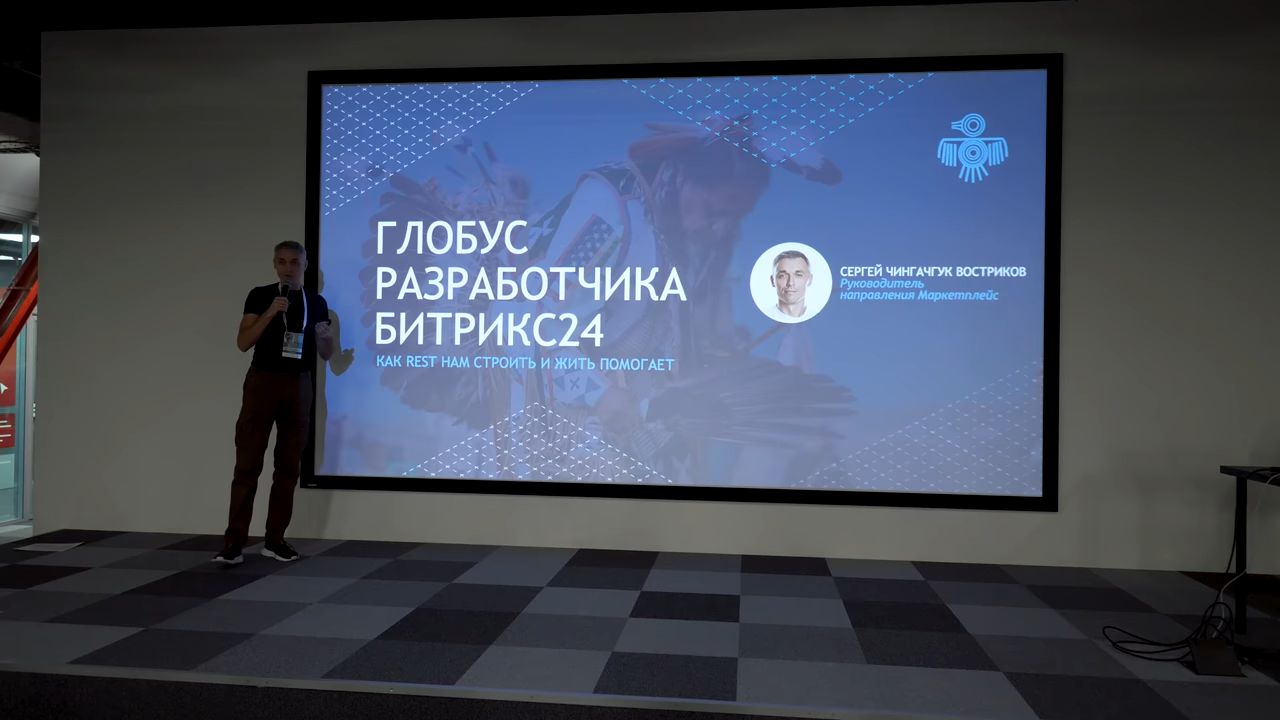 ГЛОБУС
РАЗРАБОТЧИКА
БИТРИКС24
КАК REST НАМ СТРОИТЬ И ЖИТЬ ПОМОГАЕТ
СЕРГЕЙ ЧИНГАЧГУК ВОСТРИКОВ
Руководитель
направления Маркетплейс